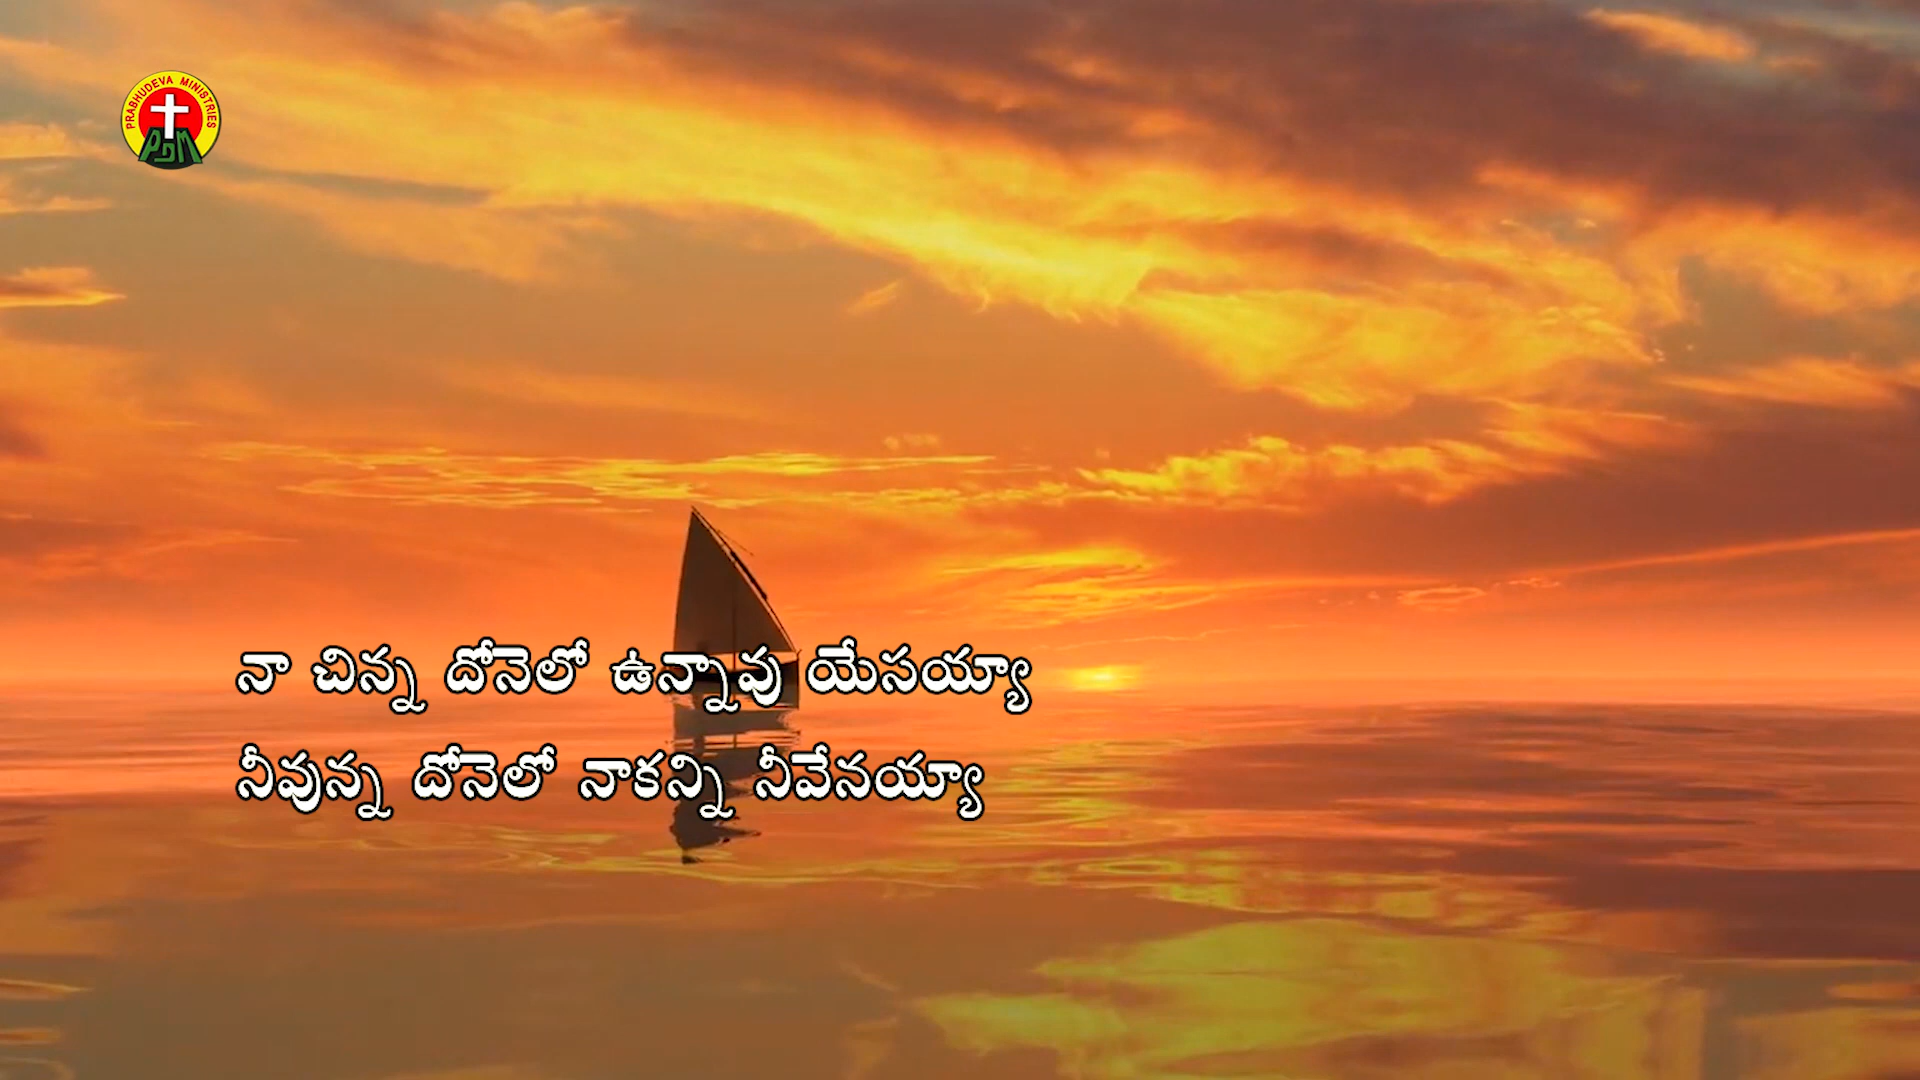 PRABHUDEVA MINISTRIES
PDM
నా చిన్న దోనెలో ఉన్నావు యేసయ్యా
నీవున్న దోనెలో నాకన్ని నీవేనయ్యా